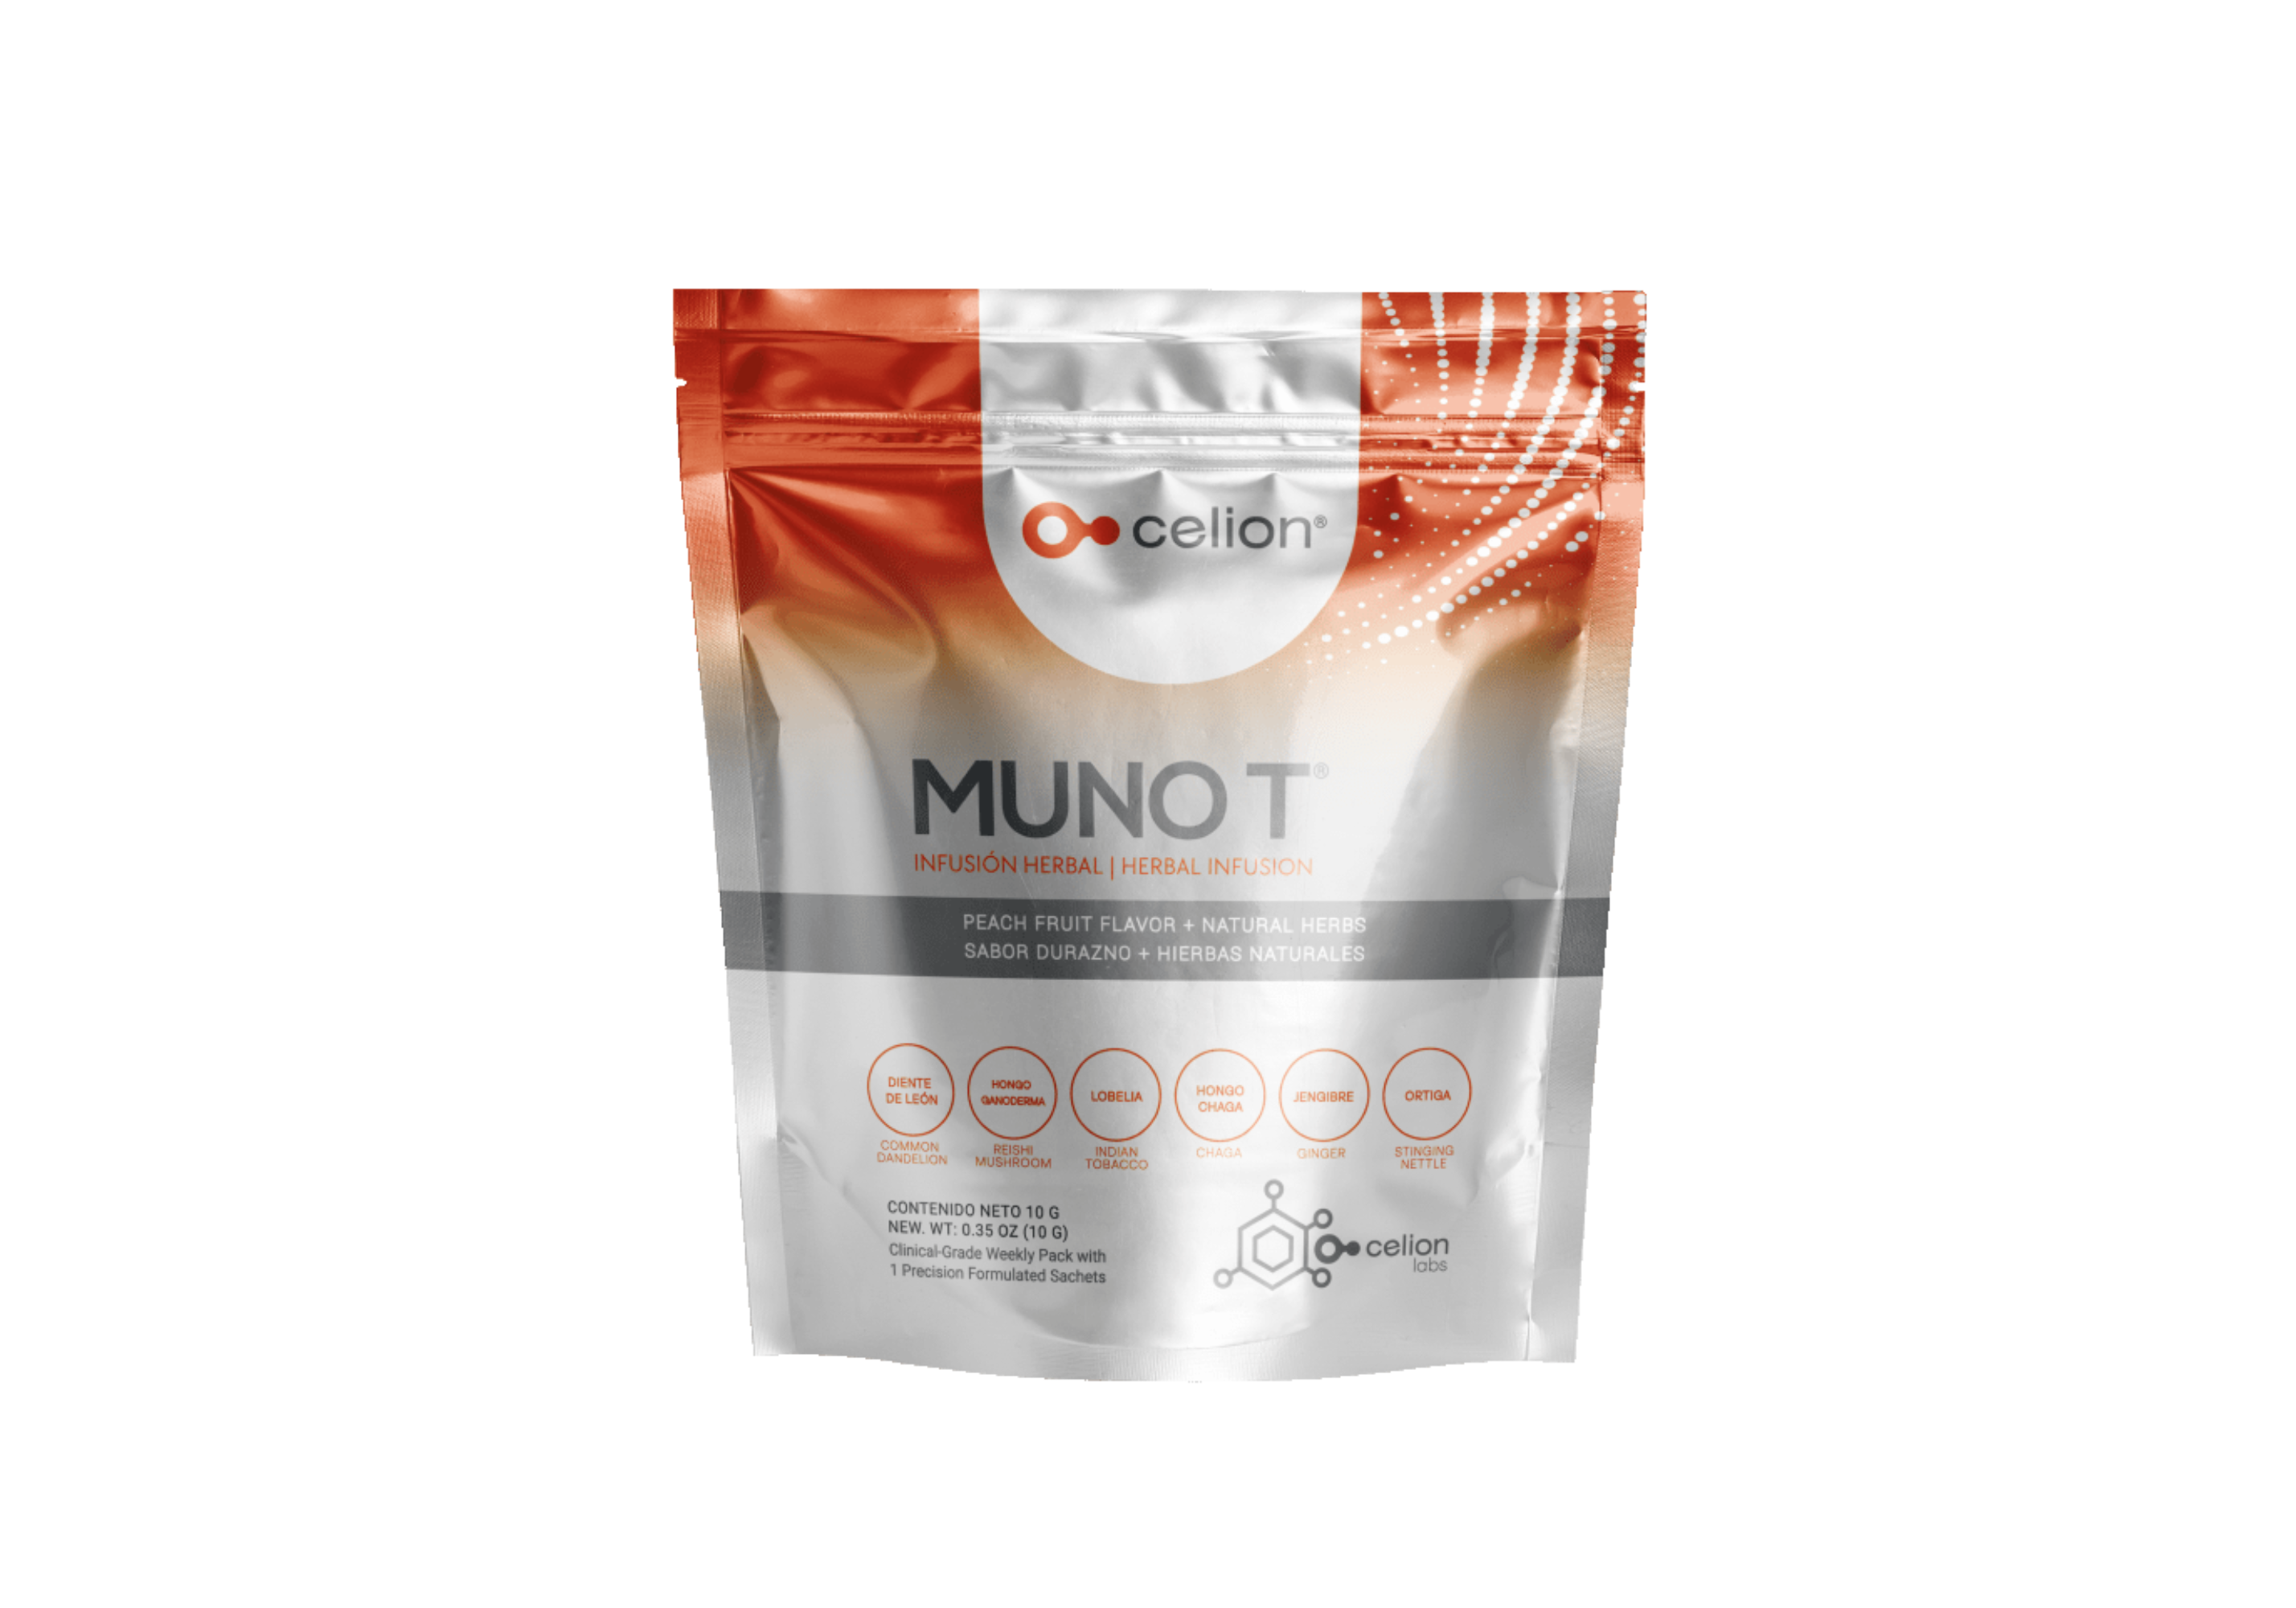 celion®
MUNO T®
INFUSIÓN HERBAL | HERBAL INFUSION
PEACH FRUIT FLAVOR + NATURAL HERBS
SABOR DURAZNO + HIERBAS NATURALES
DIENTE
DE LEÓN
COMMON
DANDELION
HONGO
GANODERMA
REISHI
MUSHROOM
LOBELIA
INDIAN
TOBACCO
HONGO
CHAGA
CHAGA
JENGIBRE
GINGER
ORTIGA
STINGING
NETTLE
CONTENIDO NETO 10 G
NEW. WT: 0.35 OZ (10 G)
Clinical-Grade Weekly Pack with
1 Precision Formulated Sachets
celion
labs